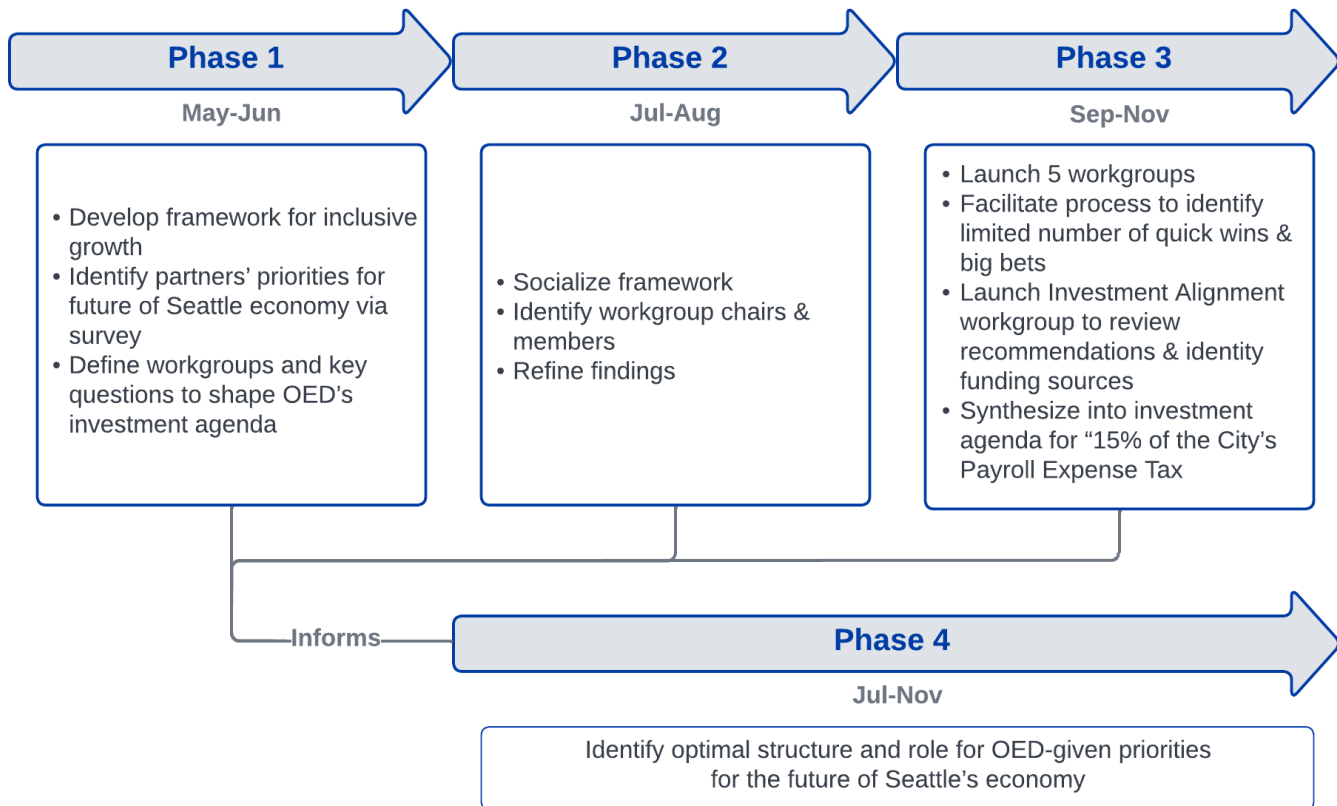 Phase 1
May-Jun
• Develop framework for inclusive
growth
• Identify partners’ priorities for
future of Seattle economy via
survey
• Define workgroups and key
questions to shape OED’s
investment agenda
Phase 2
Jul-Aug
• Socialize framework
• Identify workgroup chairs &
members
• Refine findings
Phase 3
Sep-Nov
• Launch 5 workgroups
• Facilitate process to identify
limited number of quick wins &
big bets
• Launch Investment Alignment
workgroup to review
recommendations & identity
funding sources
• Synthesize into investment
agenda for “15% of the City’s
Payroll Expense Tax
Informs
Phase 4
Jul-Nov
Identify optimal structure and role for OED-given priorities
for the future of Seattle’s economy